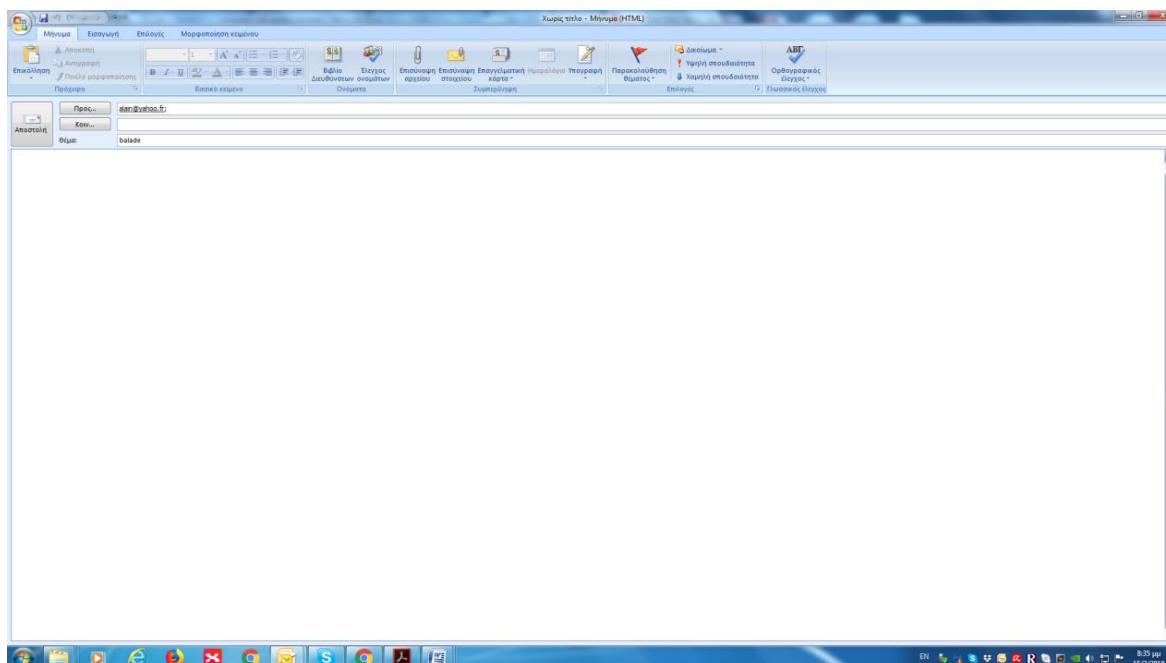 Χωρίς τίτλο - Μήνυμα (HTML)
Μήνυμα Εισαγωγή Επιλογές Μορφοποίηση κειμένου
Επικόλληση
Αποκοπή
Αντιγραφή
Πινέλο μορφοποίησης
Πρόχειρο
1
B I U
Βασικό κείμενο
Βιβλίο Διευθύνσεων
Έλεγχος ονομάτων
Ονόματα
Επισύναψη αρχείου
Επισύναψη στοιχείου
Επαγγελματική κάρτα
Ημερολόγιο
Υπογραφή
Συμπερίληψη
Παρακολούθηση θέματος
Δικαίωμα
Υψηλή σπουδαιότητα
Χαμηλή σπουδαιότητα
Επιλογές
ABC
Ορθογραφικός έλεγχος
Γλωσσικός έλεγχος
Αποστολή
Προς... alain@yahoo.fr;
Κοιν...
Θέμα: balade
EN
8:35 μμ